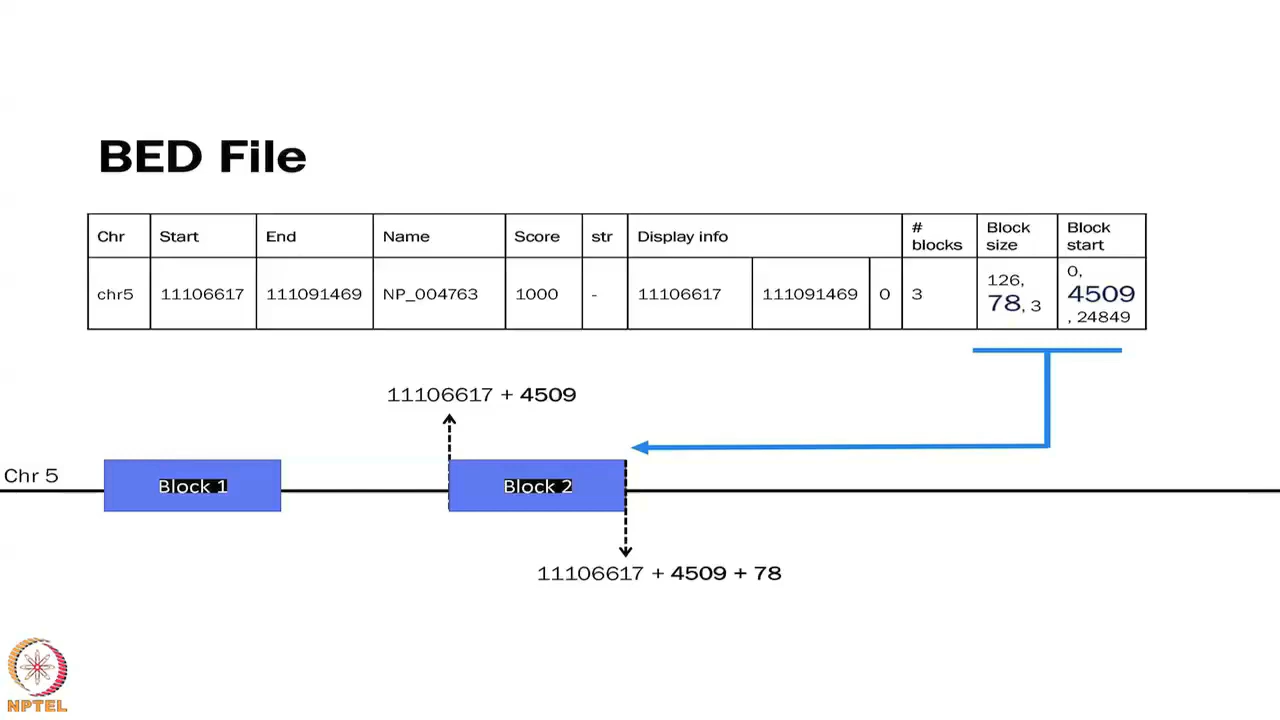 BED File
Chr Start End Name Score str Display info # blocks Block size Block start
chr5 11106617 111091469 NP_004763 1000 - 11106617 111091469 0 3 126, 78, 3 0, 4509, 24849
11106617 + 4509
Chr 5
Block 1 Block 2
11106617 + 4509 + 78
NPTEL